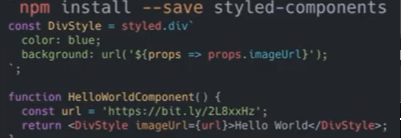 npm install --save styled-components
const DivStyle = styled.div`
color: blue;
background: url('${props => props.imageUrl}');
`;
function HelloWorldComponent() {
const url = 'https://bit.ly/2L8xxHz';
return <DivStyle imageUrl={url}>Hello World</DivStyle>;